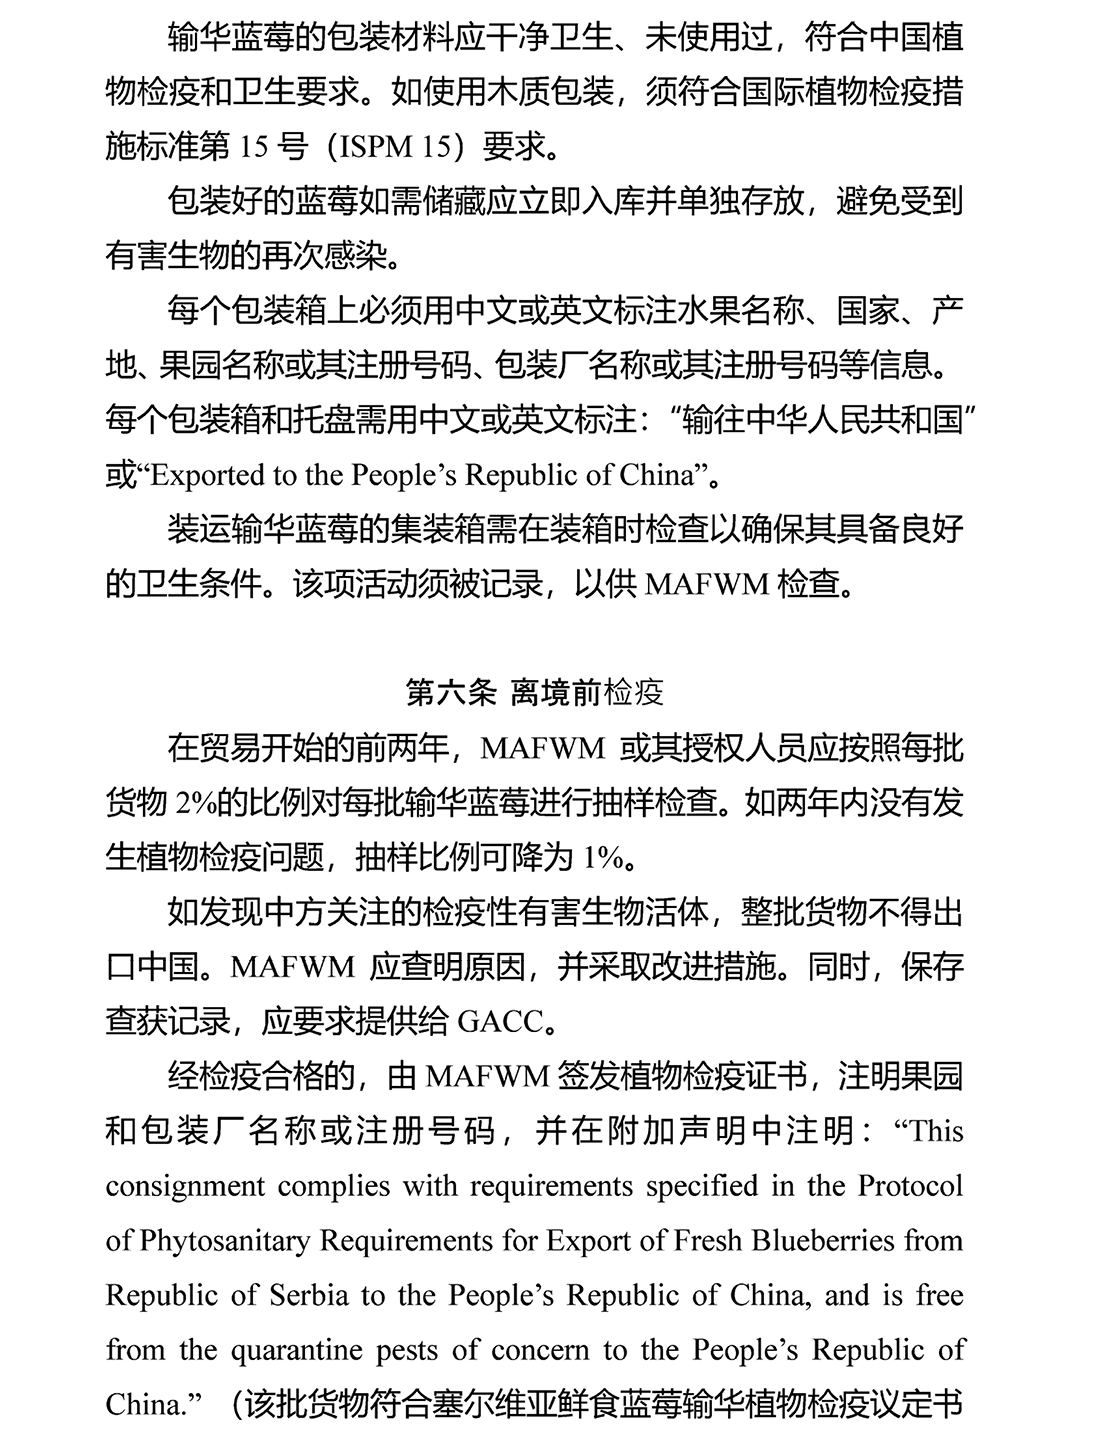 输华蓝莓的包装材料应干净卫生、未使用过，符合中国植
物检疫和卫生要求。如使用木质包装，须符合国际植物检疫措
施标准第 15 号（ISPM 15）要求。
包装好的蓝莓如需储藏应立即入库并单独存放，避免受到
有害生物的再次感染。
每个包装箱上必须用中文或英文标注水果名称、国家、产
地、果园名称或其注册号码、包装厂名称或其注册号码等信息。
每个包装箱和托盘需用中文或英文标注：“输往中华人民共和国”
或“Exported to the People’s Republic of China”。
装运输华蓝莓的集装箱需在装箱时检查以确保其具备良好
的卫生条件。该项活动须被记录，以供 MAFWM 检查。
第六条 离境前检疫
在贸易开始的前两年，MAFWM 或其授权人员应按照每批
货物 2%的比例对每批输华蓝莓进行抽样检查。如两年内没有发
生植物检疫问题，抽样比例可降为 1%。
如发现中方关注的检疫性有害生物活体，整批货物不得出
口中国。MAFWM 应查明原因，并采取改进措施。同时，保存
查获记录，应要求提供给 GACC。
经检疫合格的，由 MAFWM 签发植物检疫证书，注明果园
和包装厂名称或注册号码，并在附加声明中注明：“This
consignment complies with requirements specified in the Protocol
of Phytosanitary Requirements for Export of Fresh Blueberries from
Republic of Serbia to the People’s Republic of China, and is free
from the quarantine pests of concern to the People’s Republic of
China.” （该批货物符合塞尔维亚鲜食蓝莓输华植物检疫议定书